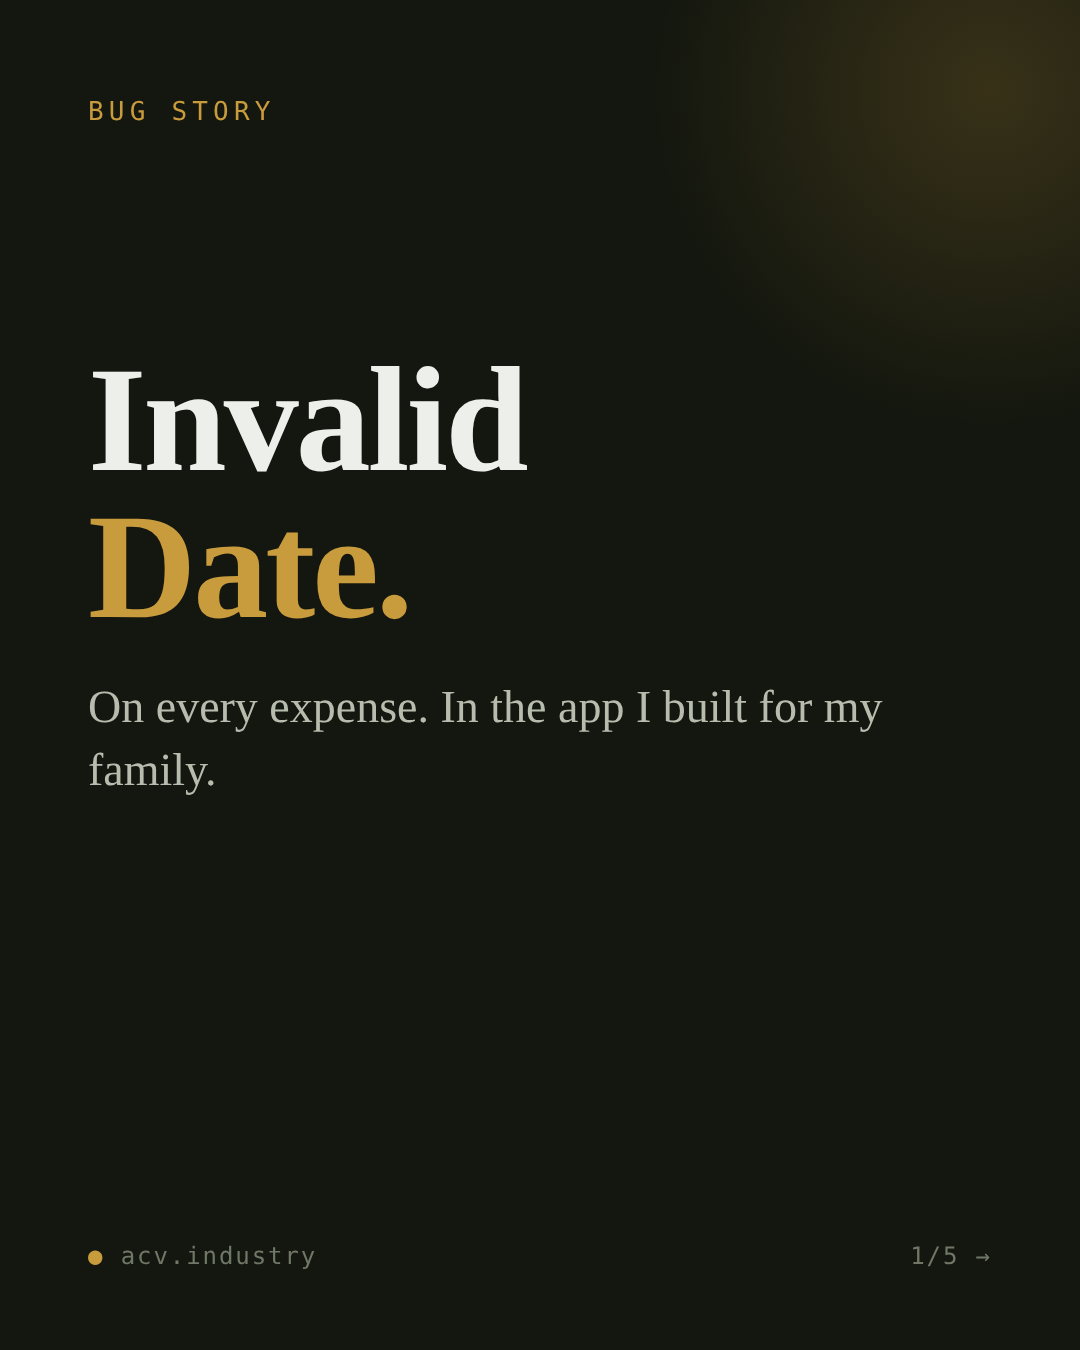 BUG STORY
Invalid
Date.
On every expense. In the app I built for my
family.
● acv.industry
1/5 →